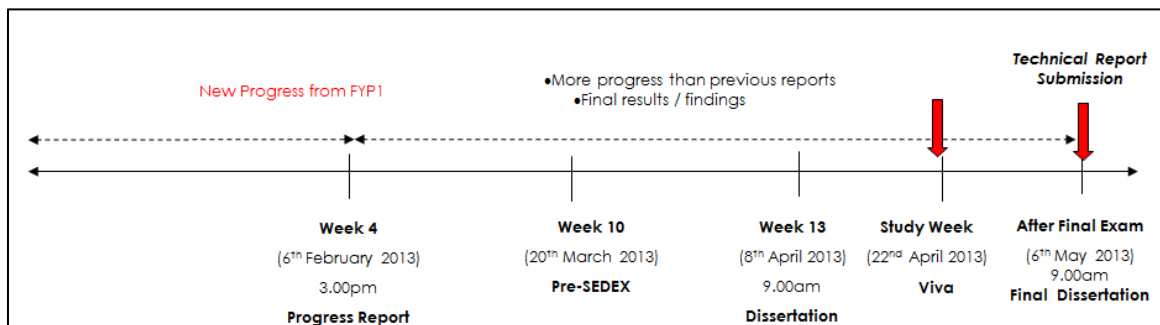 Technical Report
Submission
New Progress from FYP1
•More progress than previous reports
•Final results / findings
Week 4
(6th February 2013)
3.00pm
Progress Report
Week 10
(20th March 2013)
Pre-SEDEX
Week 13
(8th April 2013)
9.00am
Dissertation
Study Week
(22nd April 2013)
Viva
After Final Exam
(6th May 2013)
9.00am
Final Dissertation